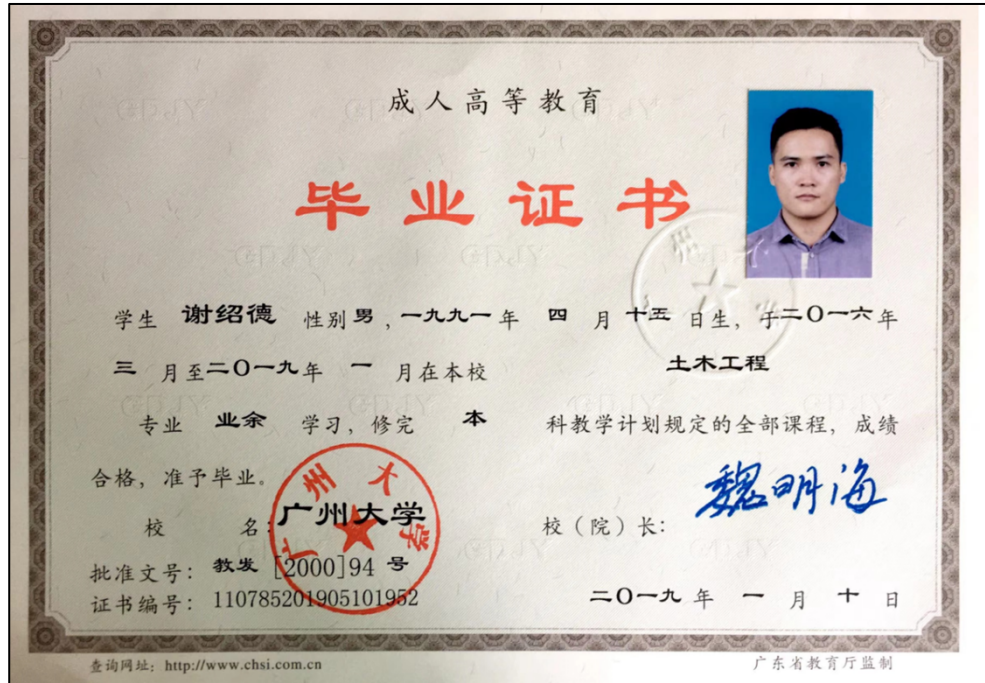 成人高等教育
毕业证书
学生 谢绍德 性别 男 ，一九九一 年 四 月 十五 日生，于二〇一六年
三 月至二〇一九年 一 月在本校 土木工程
专业 业余 学习，修完 本 科教学计划规定的全部课程，成绩
合格，准予毕业。
校 名：广州大学
广州大学
校（院）长：
魏明海
批准文号：教发 [2000]94 号
证书编号：110785201905101952
二〇一九 年 一 月 十 日
查询网址：http://www.chsi.com.cn
广东省教育厅监制